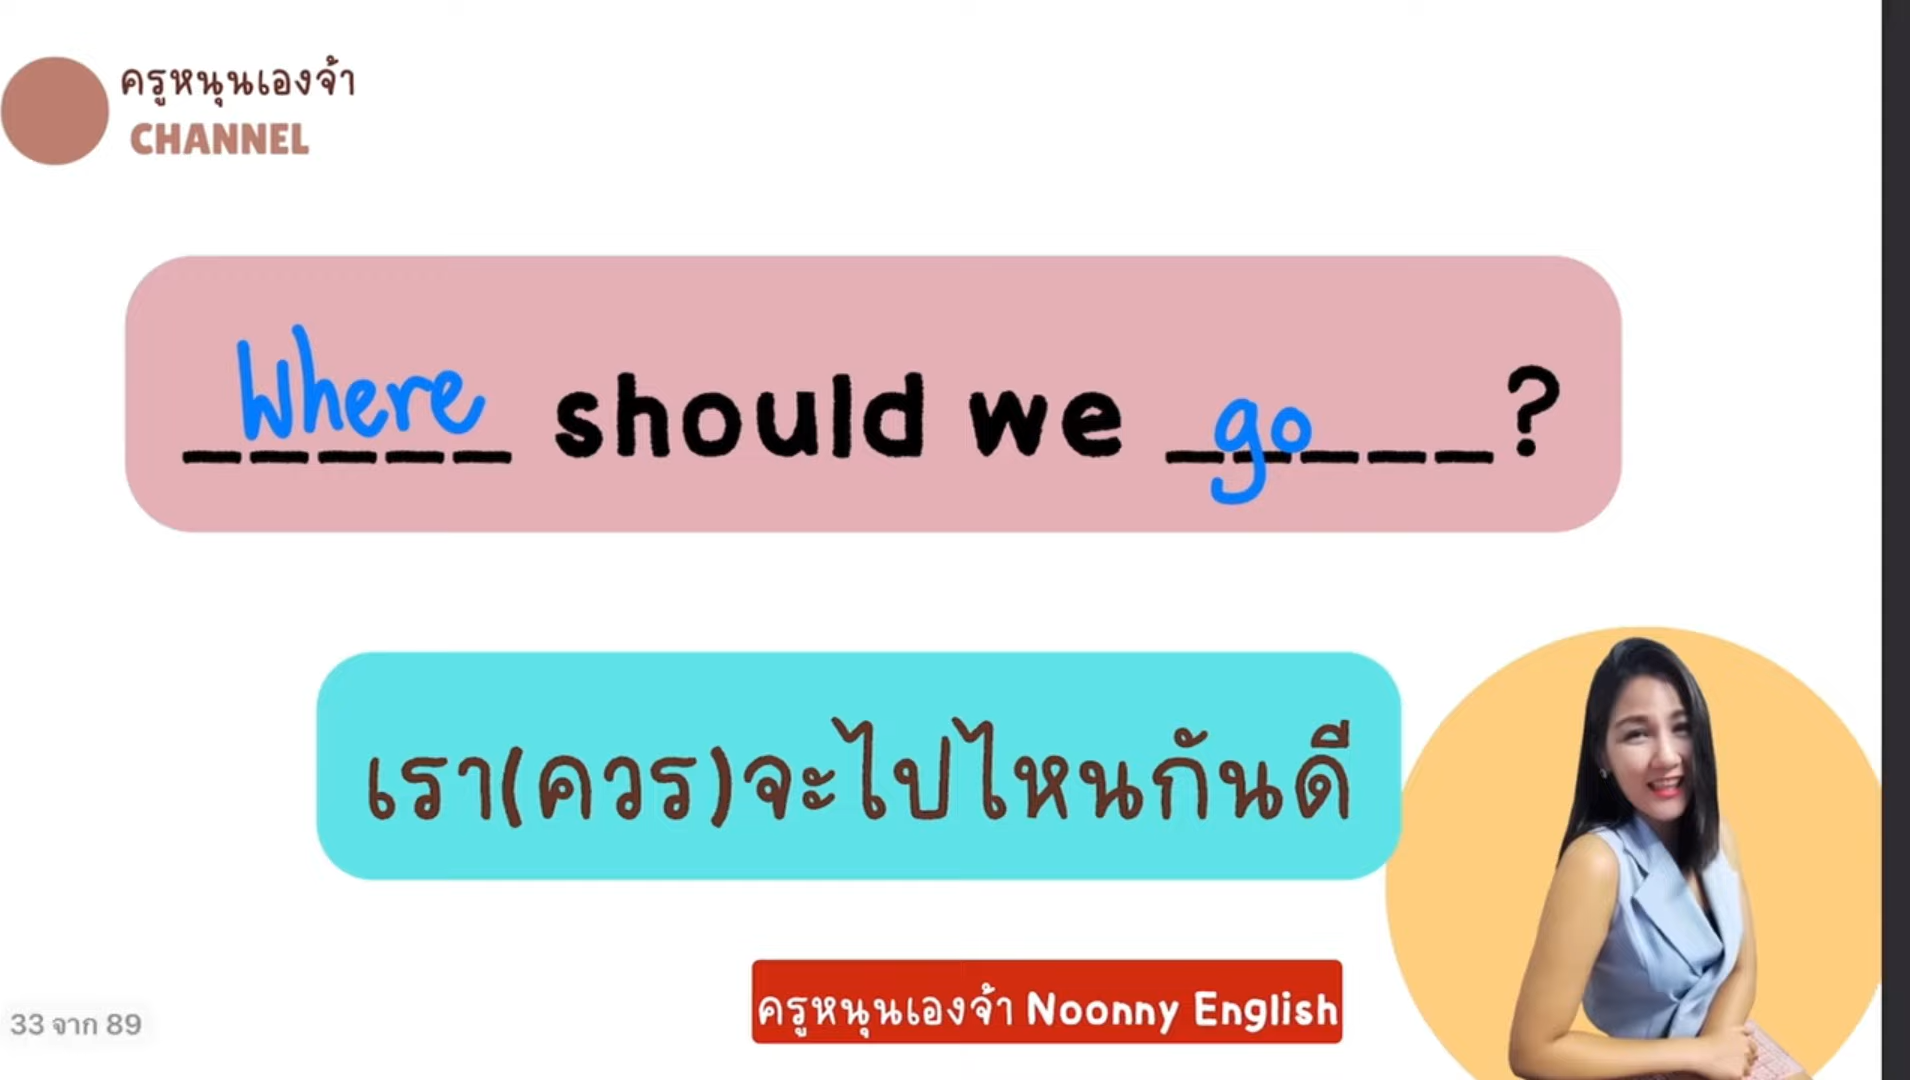 ครูหนุนเองจ้า
CHANNEL
Where should we go?
เรา(ควร)จะไปไหนกันดี
ครูหนุนเองจ้า Noonny English
33 จาก 89